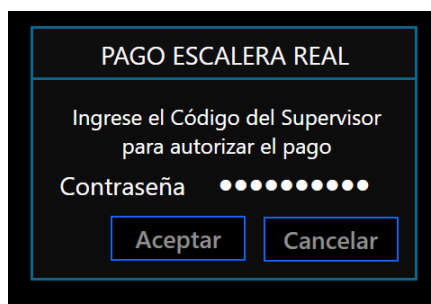 PAGO ESCALERA REAL
Ingrese el Código del Supervisor
para autorizar el pago
Contraseña ●●●●●●●●●●
Aceptar Cancelar